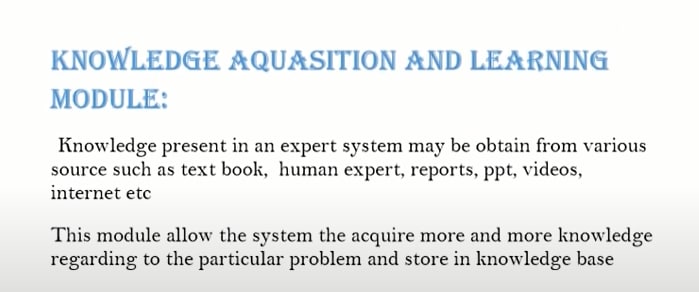 KNOWLEDGE AQUASITION AND LEARNING
MODULE:
Knowledge present in an expert system may be obtain from various
source such as text book, human expert, reports, ppt, videos,
internet etc
This module allow the system the acquire more and more knowledge
regarding to the particular problem and store in knowledge base